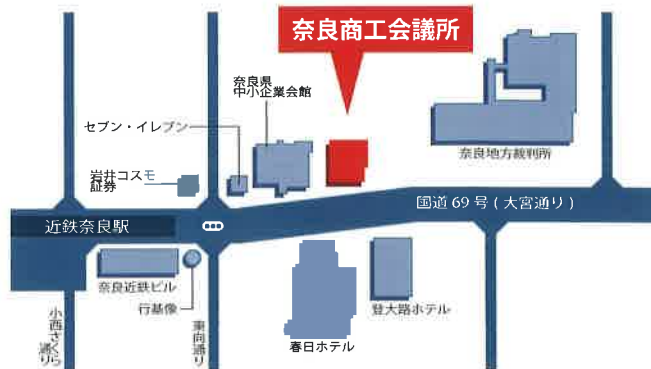 奈良商工会議所
奈良県
中小企業会館
セブン・イレブン
奈良地方裁判所
岩井コスモ
証券
国道 69 号 ( 大宮通り )
近鉄奈良駅
奈良近鉄ビル
行基像
登大路ホテル
春日ホテル
小西さくら
通り
東向通り